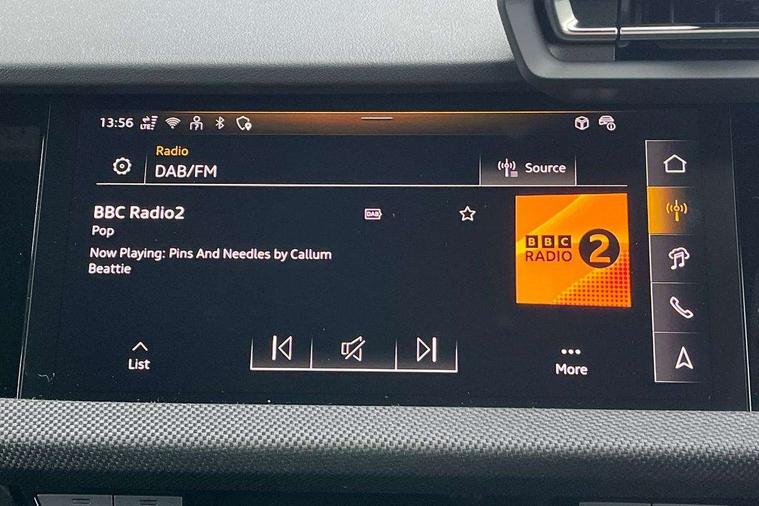 13:56 LTE
Radio
DAB/FM
Source
BBC Radio2
DAB
Pop
Now Playing: Pins And Needles by Callum
Beattie
BBC
RADIO 2
List
More